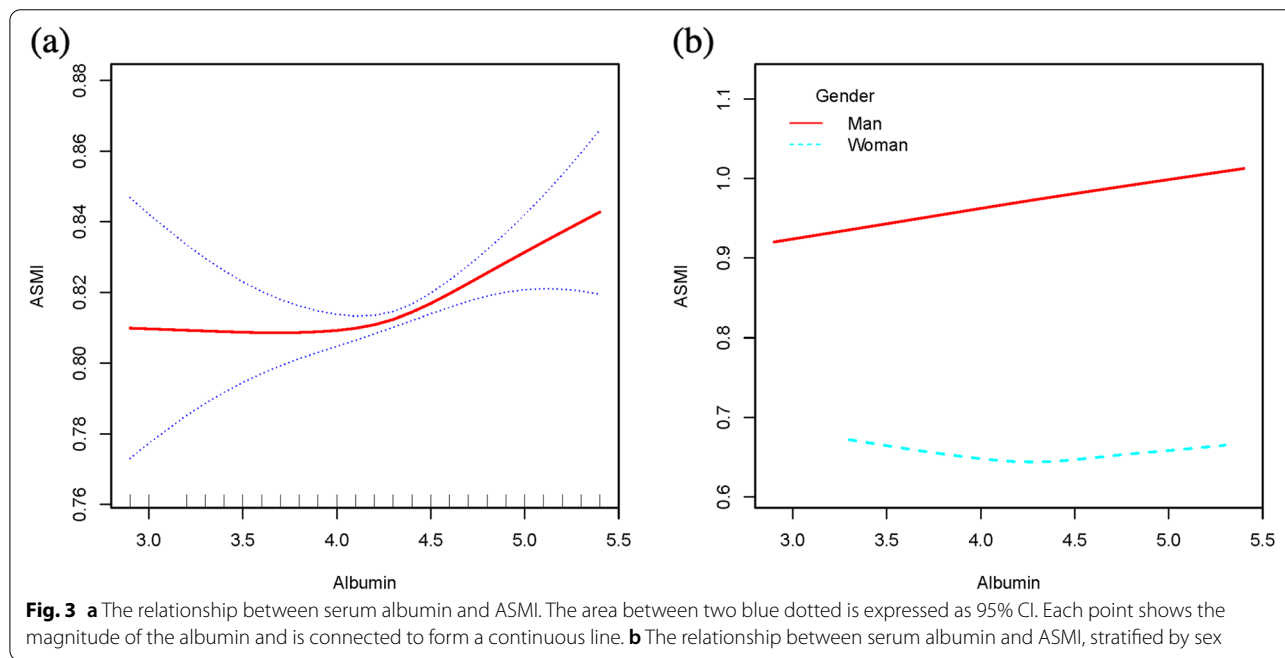 (a)
0.88
0.86
0.84
0.82
0.80
0.78
0.76
ASMI
3.0 3.5 4.0 4.5 5.0 5.5
Albumin
(b)
Gender
Man
Woman
1.1
1.0
0.9
0.8
0.7
0.6
ASMI
3.0 3.5 4.0 4.5 5.0 5.5
Albumin
Fig. 3 a The relationship between serum albumin and ASMI. The area between two blue dotted is expressed as 95% CI. Each point shows the
magnitude of the albumin and is connected to form a continuous line. b The relationship between serum albumin and ASMI, stratified by sex